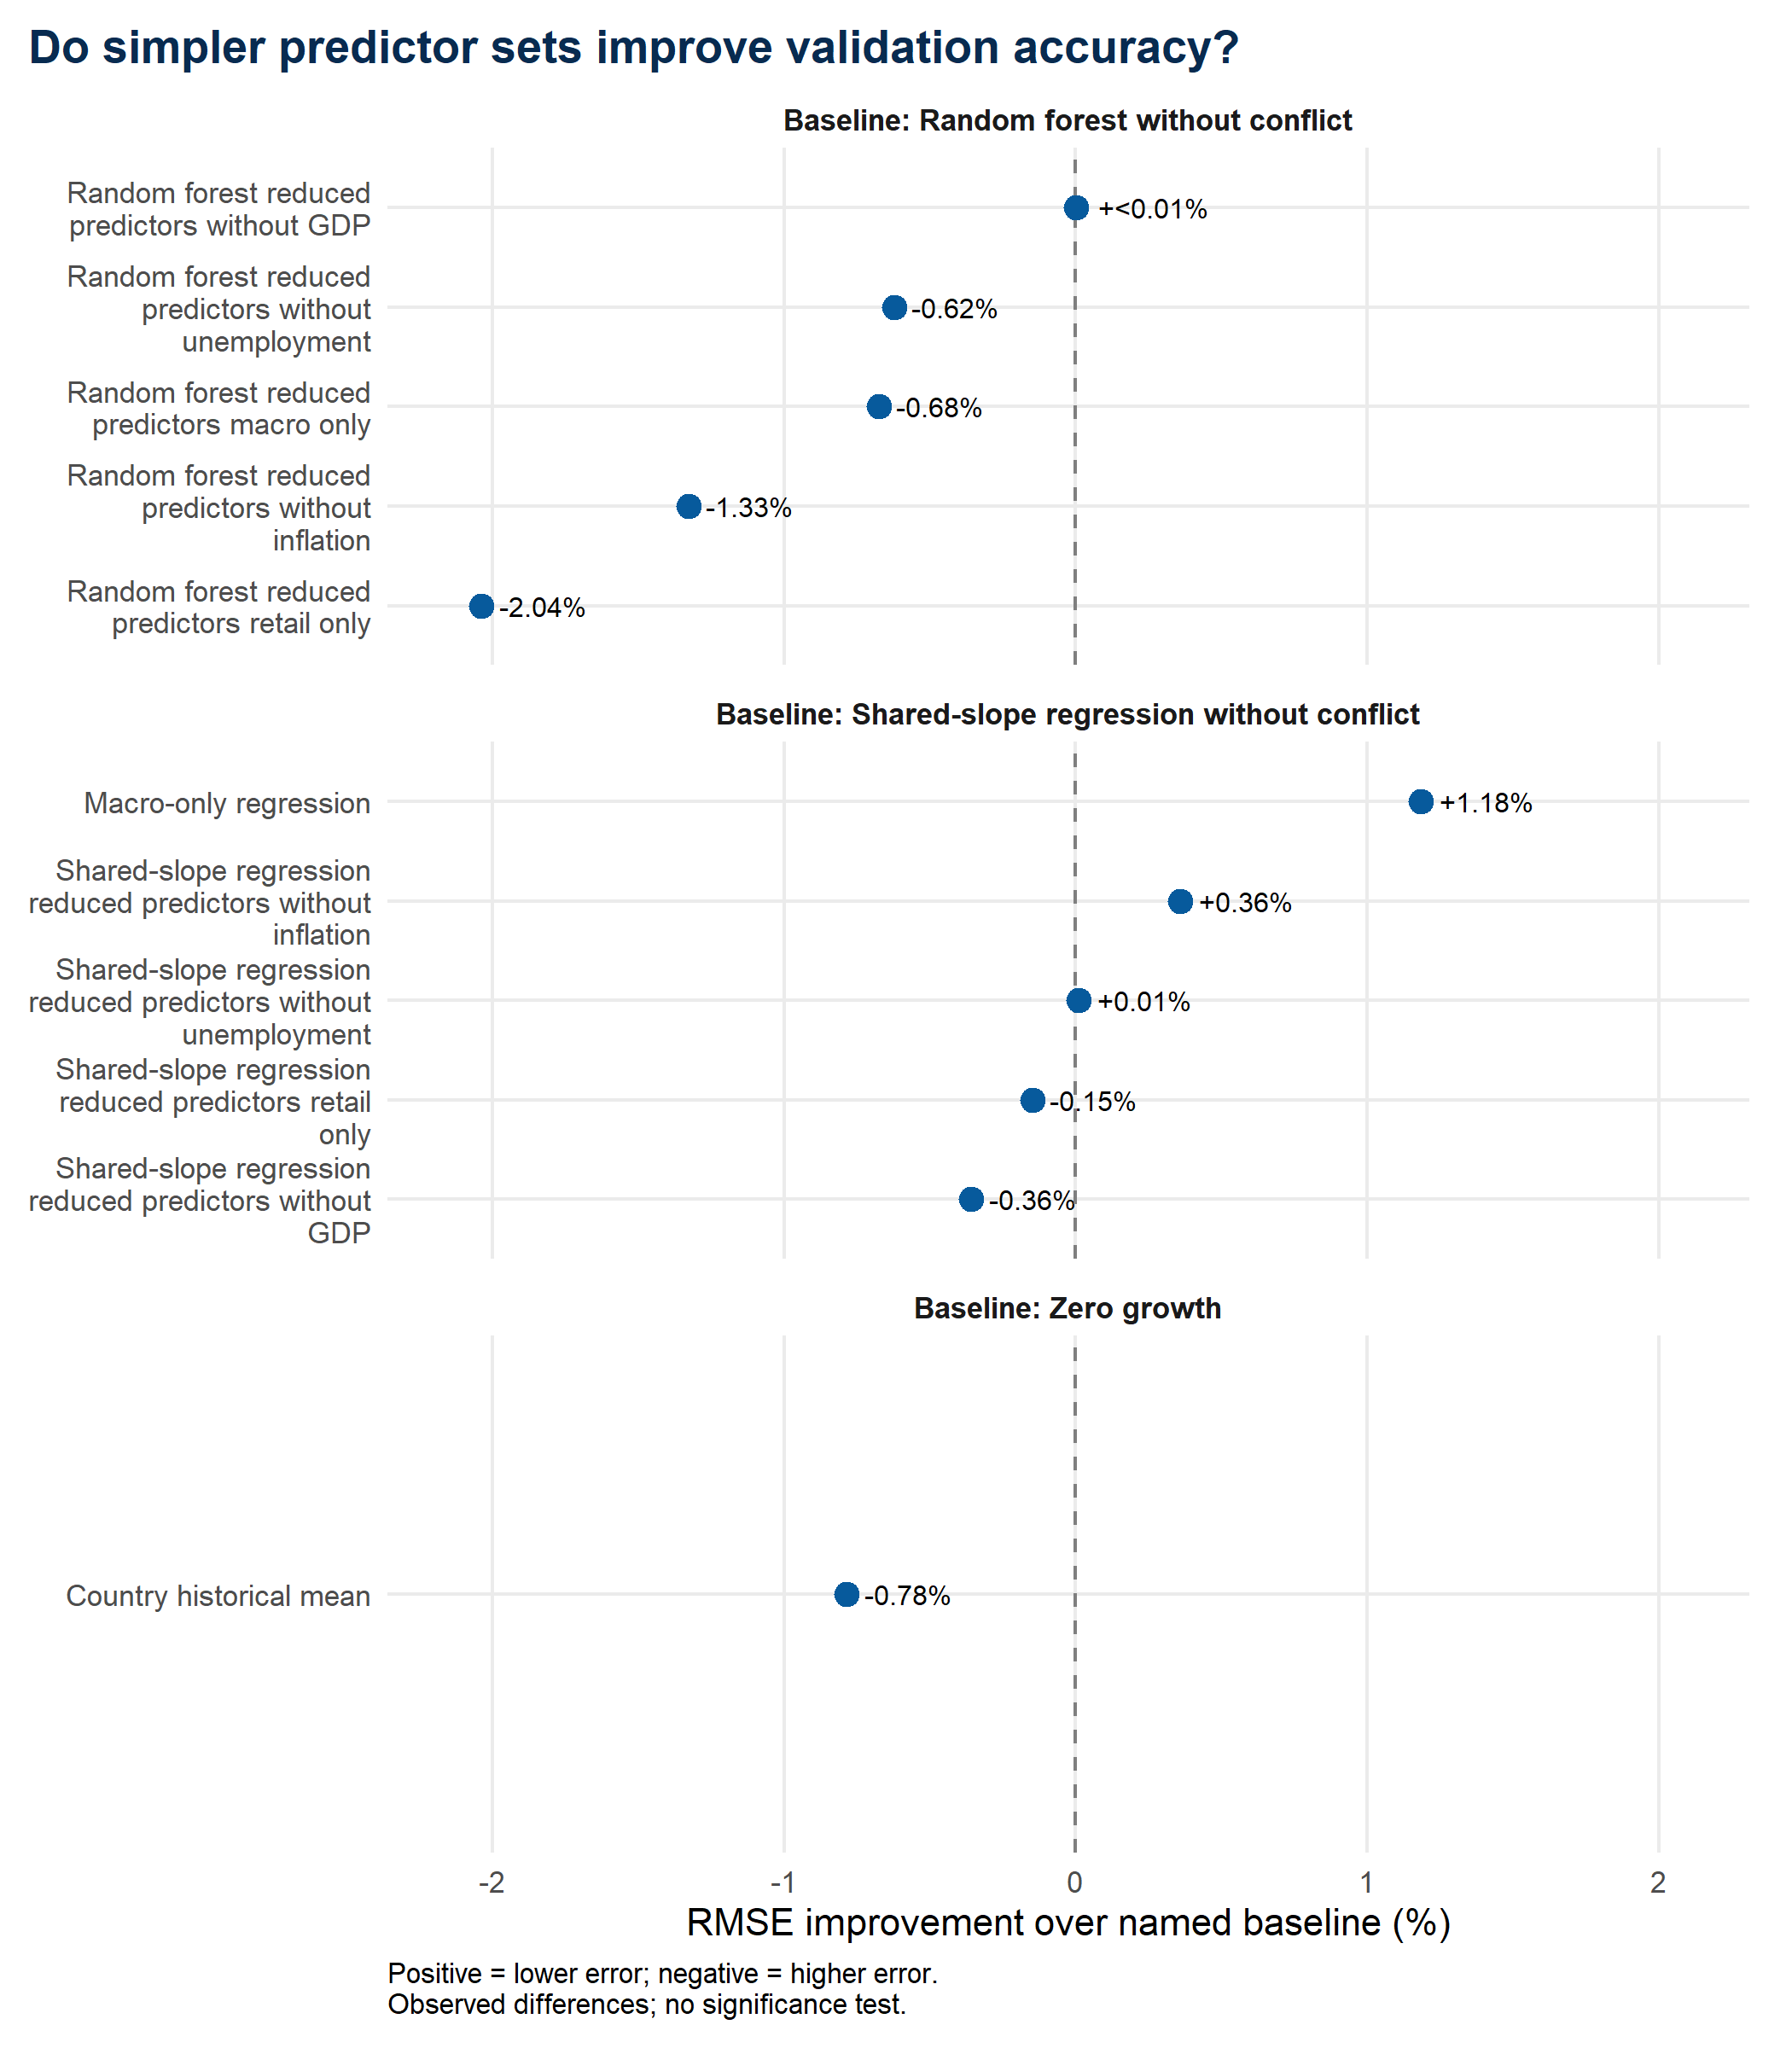 Do simpler predictor sets improve validation accuracy?
Baseline: Random forest without conflict
Random forest reduced
predictors without GDP
+<0.01%
Random forest reduced
predictors without
unemployment
-0.62%
Random forest reduced
predictors macro only
-0.68%
Random forest reduced
predictors without
inflation
-1.33%
Random forest reduced
predictors retail only
-2.04%
Baseline: Shared-slope regression without conflict
Macro-only regression
+1.18%
Shared-slope regression
reduced predictors without
inflation
+0.36%
Shared-slope regression
reduced predictors without
unemployment
+0.01%
Shared-slope regression
reduced predictors retail
only
-0.15%
Shared-slope regression
reduced predictors without
GDP
-0.36%
Baseline: Zero growth
Country historical mean
-0.78%
-2 -1 0 1 2
RMSE improvement over named baseline (%)
Positive = lower error; negative = higher error.
Observed differences; no significance test.